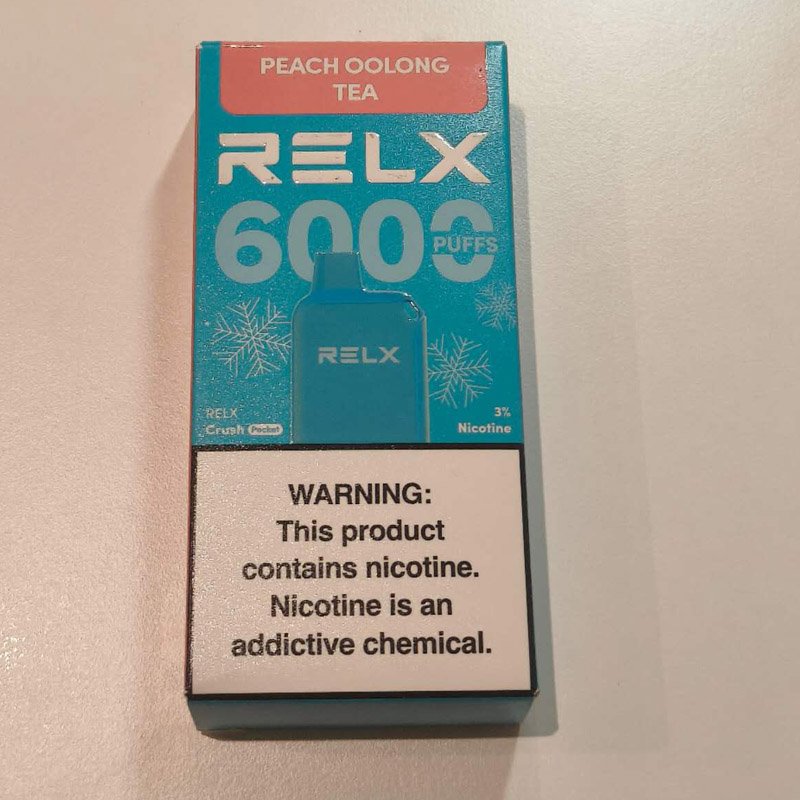 PEACH OOLONG
TEA
RELX
6000
PUFFS
RELX
RELX
Crush Pocket
3%
Nicotine
WARNING:
This product
contains nicotine.
Nicotine is an
addictive chemical.